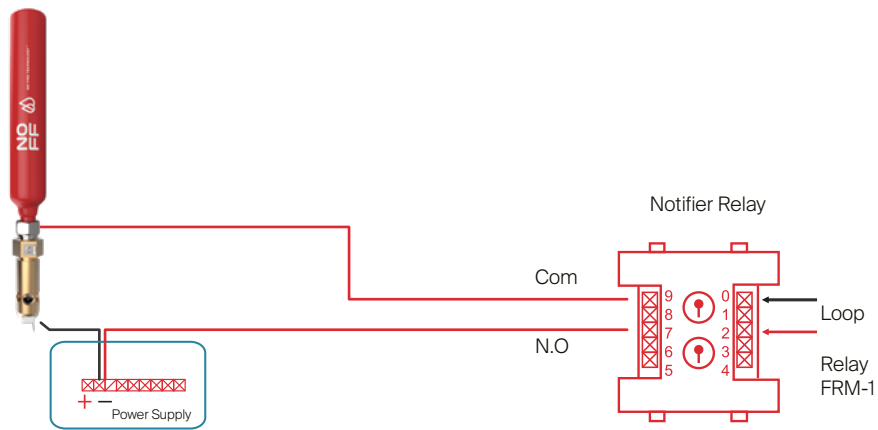 NO
FF
Notifier Relay
Com
N.O
9
8
7
6
5
0
1
2
3
4
Loop
Relay
FRM-1
+ −
Power Supply